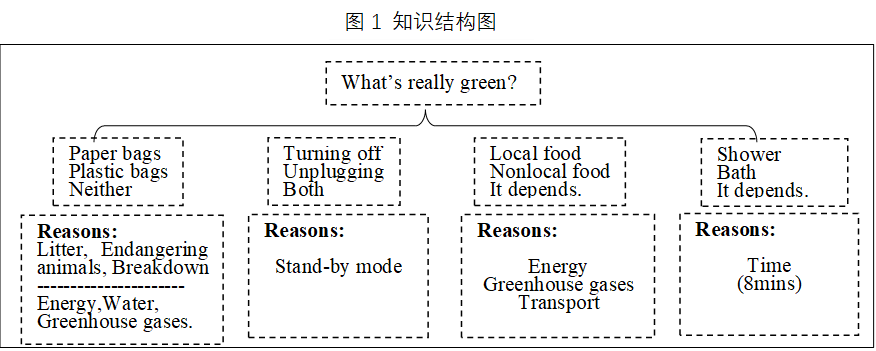 图 1 知识结构图
What's really green?
Paper bags
Plastic bags
Neither
Turning off
Unplugging
Both
Local food
Nonlocal food
It depends.
Shower
Bath
It depends.
Reasons:
Litter, Endangering
animals, Breakdown
----------------------
Energy,Water,
Greenhouse gases.
Reasons:
Stand-by mode
Reasons:
Energy
Greenhouse gases
Transport
Reasons:
Time
(8mins)